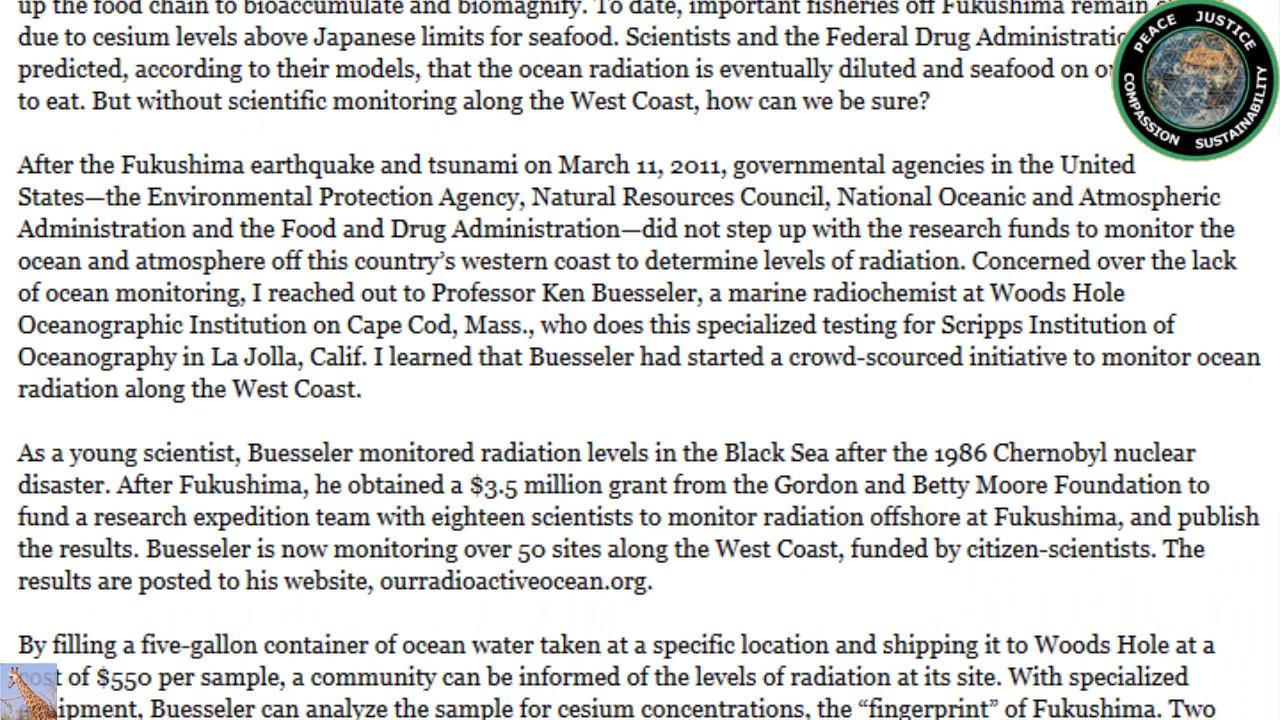 up the food chain to bioaccumulate and biomagnify. To date, important fisheries off Fukushima remain
due to cesium levels above Japanese limits for seafood. Scientists and the Federal Drug
predicted, according to their models, that the ocean radiation is eventually diluted and seafood on
to eat. But without scientific monitoring along the West Coast, how can we be sure?
PEACE JUSTICE
COMPASSION SUSTAINABILITY
After the Fukushima earthquake and tsunami on March 11, 2011, governmental agencies in the United
States—the Environmental Protection Agency, Natural Resources Council, National Oceanic and Atmospheric
Administration and the Food and Drug Administration—did not step up with the research funds to monitor the
ocean and atmosphere off this country's western coast to determine levels of radiation. Concerned over the lack
of ocean monitoring, I reached out to Professor Ken Buesseler, a marine radiochemist at Woods Hole
Oceanographic Institution on Cape Cod, Mass., who does this specialized testing for Scripps Institution of
Oceanography in La Jolla, Calif. I learned that Buesseler had started a crowd-scourced initiative to monitor ocean
radiation along the West Coast.
As a young scientist, Buesseler monitored radiation levels in the Black Sea after the 1986 Chernobyl nuclear
disaster. After Fukushima, he obtained a $3.5 million grant from the Gordon and Betty Moore Foundation to
fund a research expedition team with eighteen scientists to monitor radiation offshore at Fukushima, and publish
the results. Buesseler is now monitoring over 50 sites along the West Coast, funded by citizen-scientists. The
results are posted to his website, ourradioactiveocean.org.
By filling a five-gallon container of ocean water taken at a specific location and shipping it to Woods Hole at a
cost of $550 per sample, a community can be informed of the levels of radiation at its site. With specialized
Buesseler can analyze the sample for cesium concentrations, the “fingerprint” of Fukushima. Two